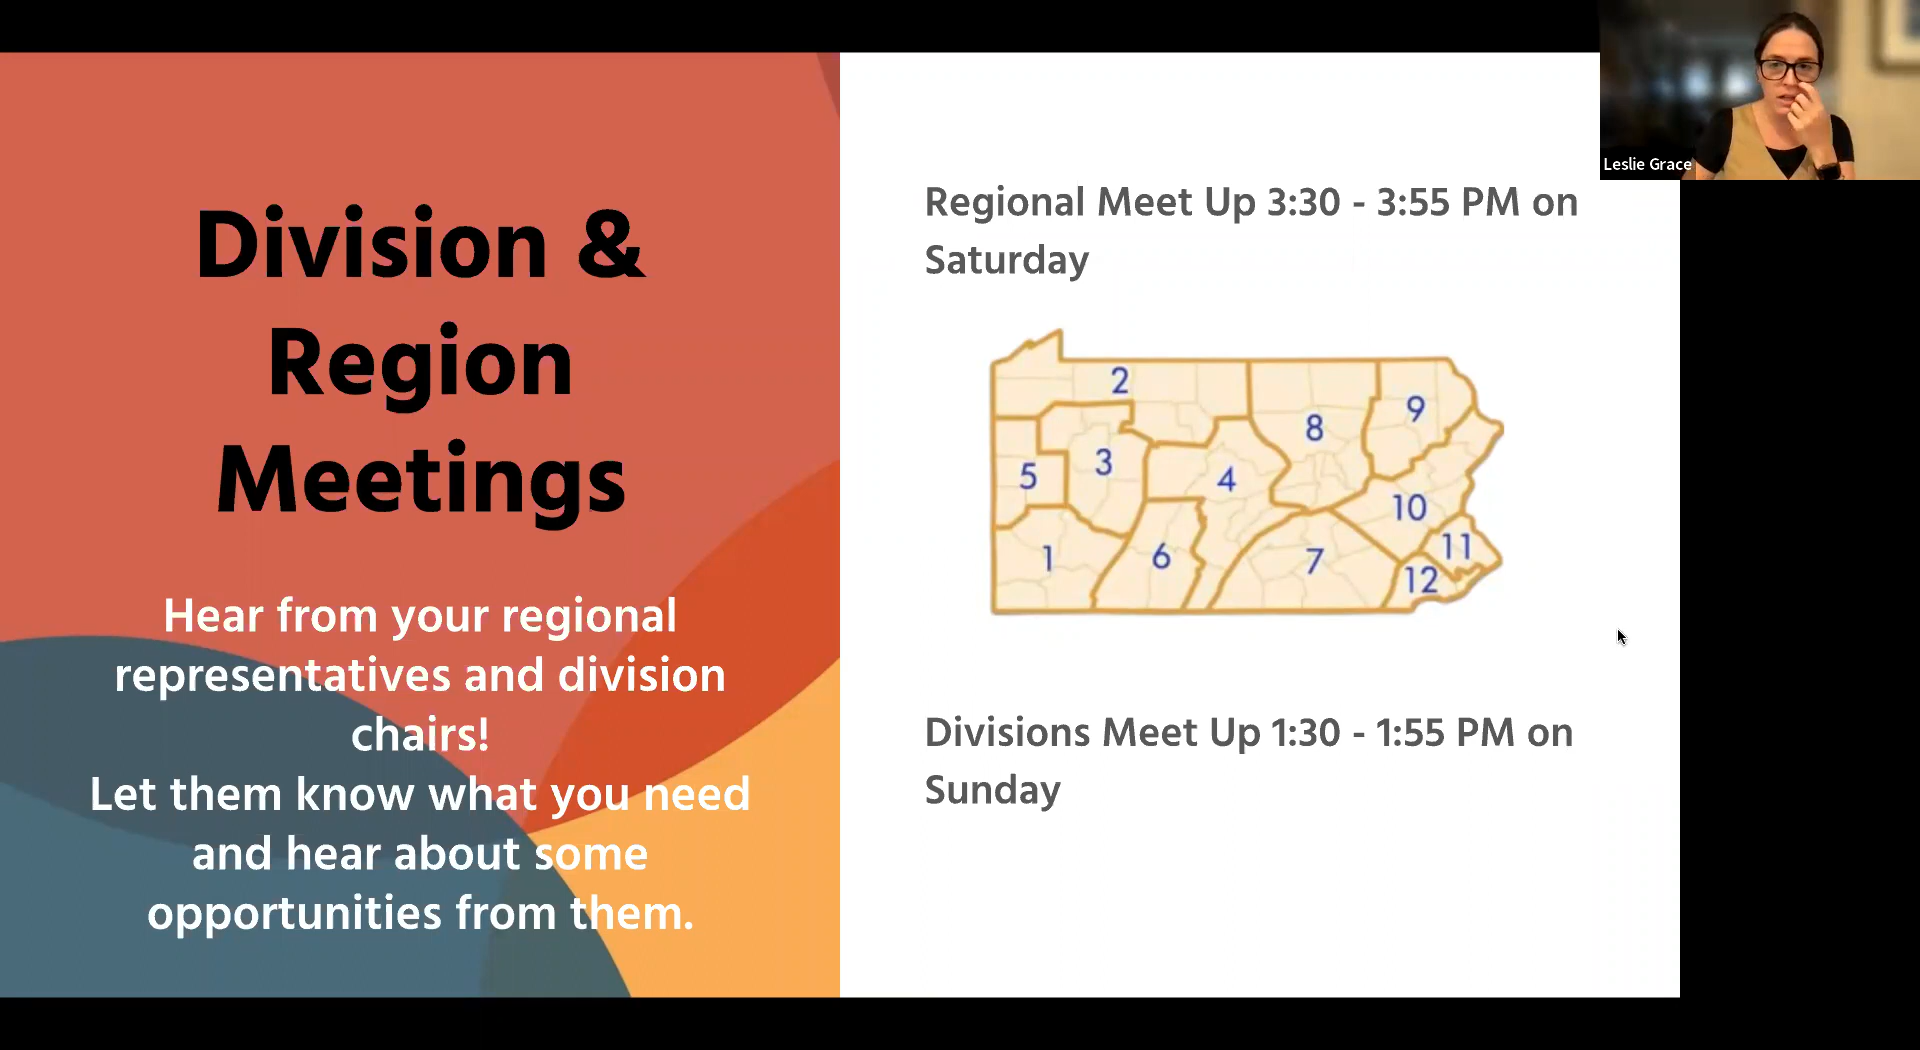 Division &
Region
Meetings
Hear from your regional
representatives and division
chairs!
Let them know what you need
and hear about some
opportunities from them.
Regional Meet Up 3:30 - 3:55 PM on
Saturday
2
9
8
3
5
4
10
11
1
6
7
12
Divisions Meet Up 1:30 - 1:55 PM on
Sunday
Leslie Grace